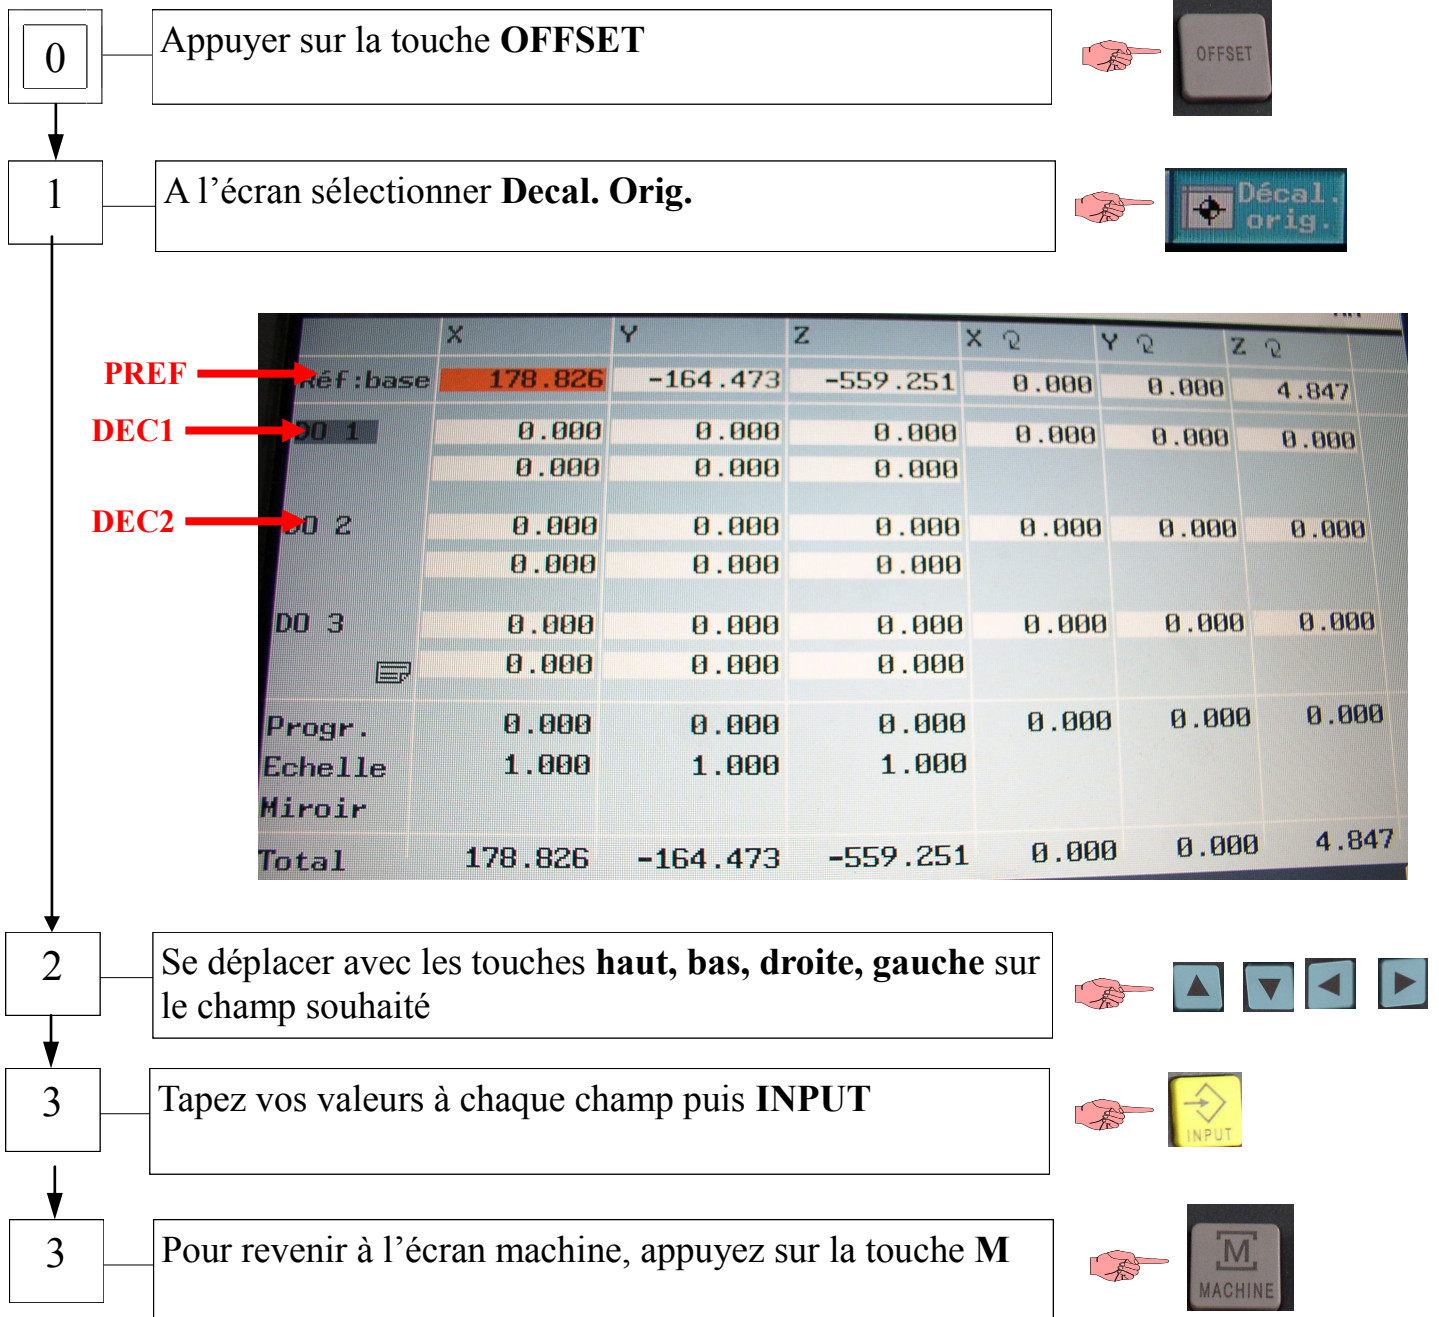 0
Appuyer sur la touche OFFSET
OFFSET
1
A l’écran sélectionner Decal. Orig.
Décal.
orig.
X Y Z X Y Z
PREF
Réf:base 178.826 -164.473 -559.251 0.000 0.000 4.847
DEC1
DO 1 0.000 0.000 0.000 0.000 0.000 0.000
0.000 0.000 0.000
DEC2
DO 2 0.000 0.000 0.000 0.000 0.000 0.000
0.000 0.000 0.000
DO 3 0.000 0.000 0.000 0.000 0.000 0.000
0.000 0.000 0.000
Progr. 0.000 0.000 0.000 0.000 0.000 0.000
Echelle 1.000 1.000 1.000
Miroir
Total 178.826 -164.473 -559.251 0.000 0.000 4.847
2
Se déplacer avec les touches haut, bas, droite, gauche sur
le champ souhaité
3
Tapez vos valeurs à chaque champ puis INPUT
INPUT
3
Pour revenir à l’écran machine, appuyez sur la touche M
M
MACHINE